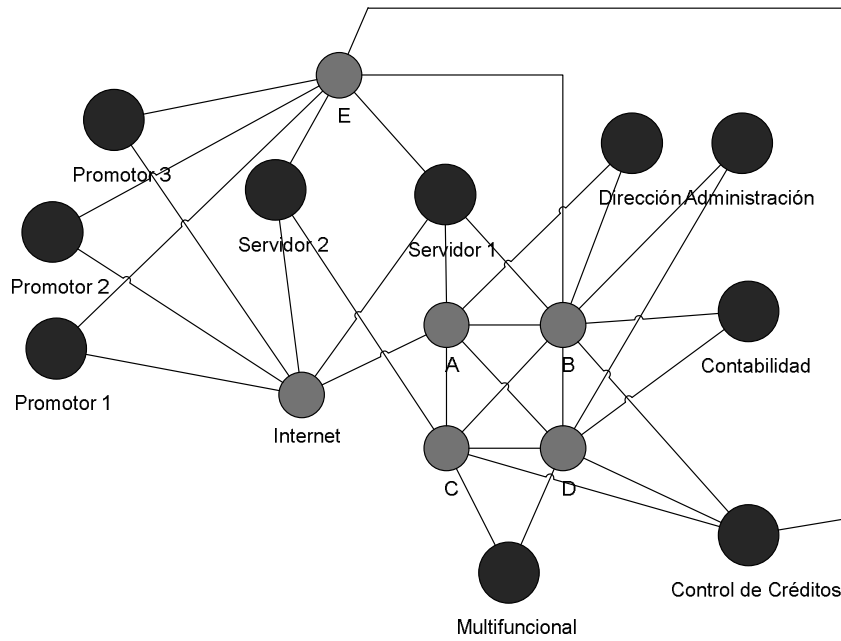 E
Promotor 3
Dirección
Administración
Servidor 2
Servidor 1
Promotor 2
A
B
Contabilidad
Promotor 1
Internet
C
D
Control de Créditos
Multifuncional